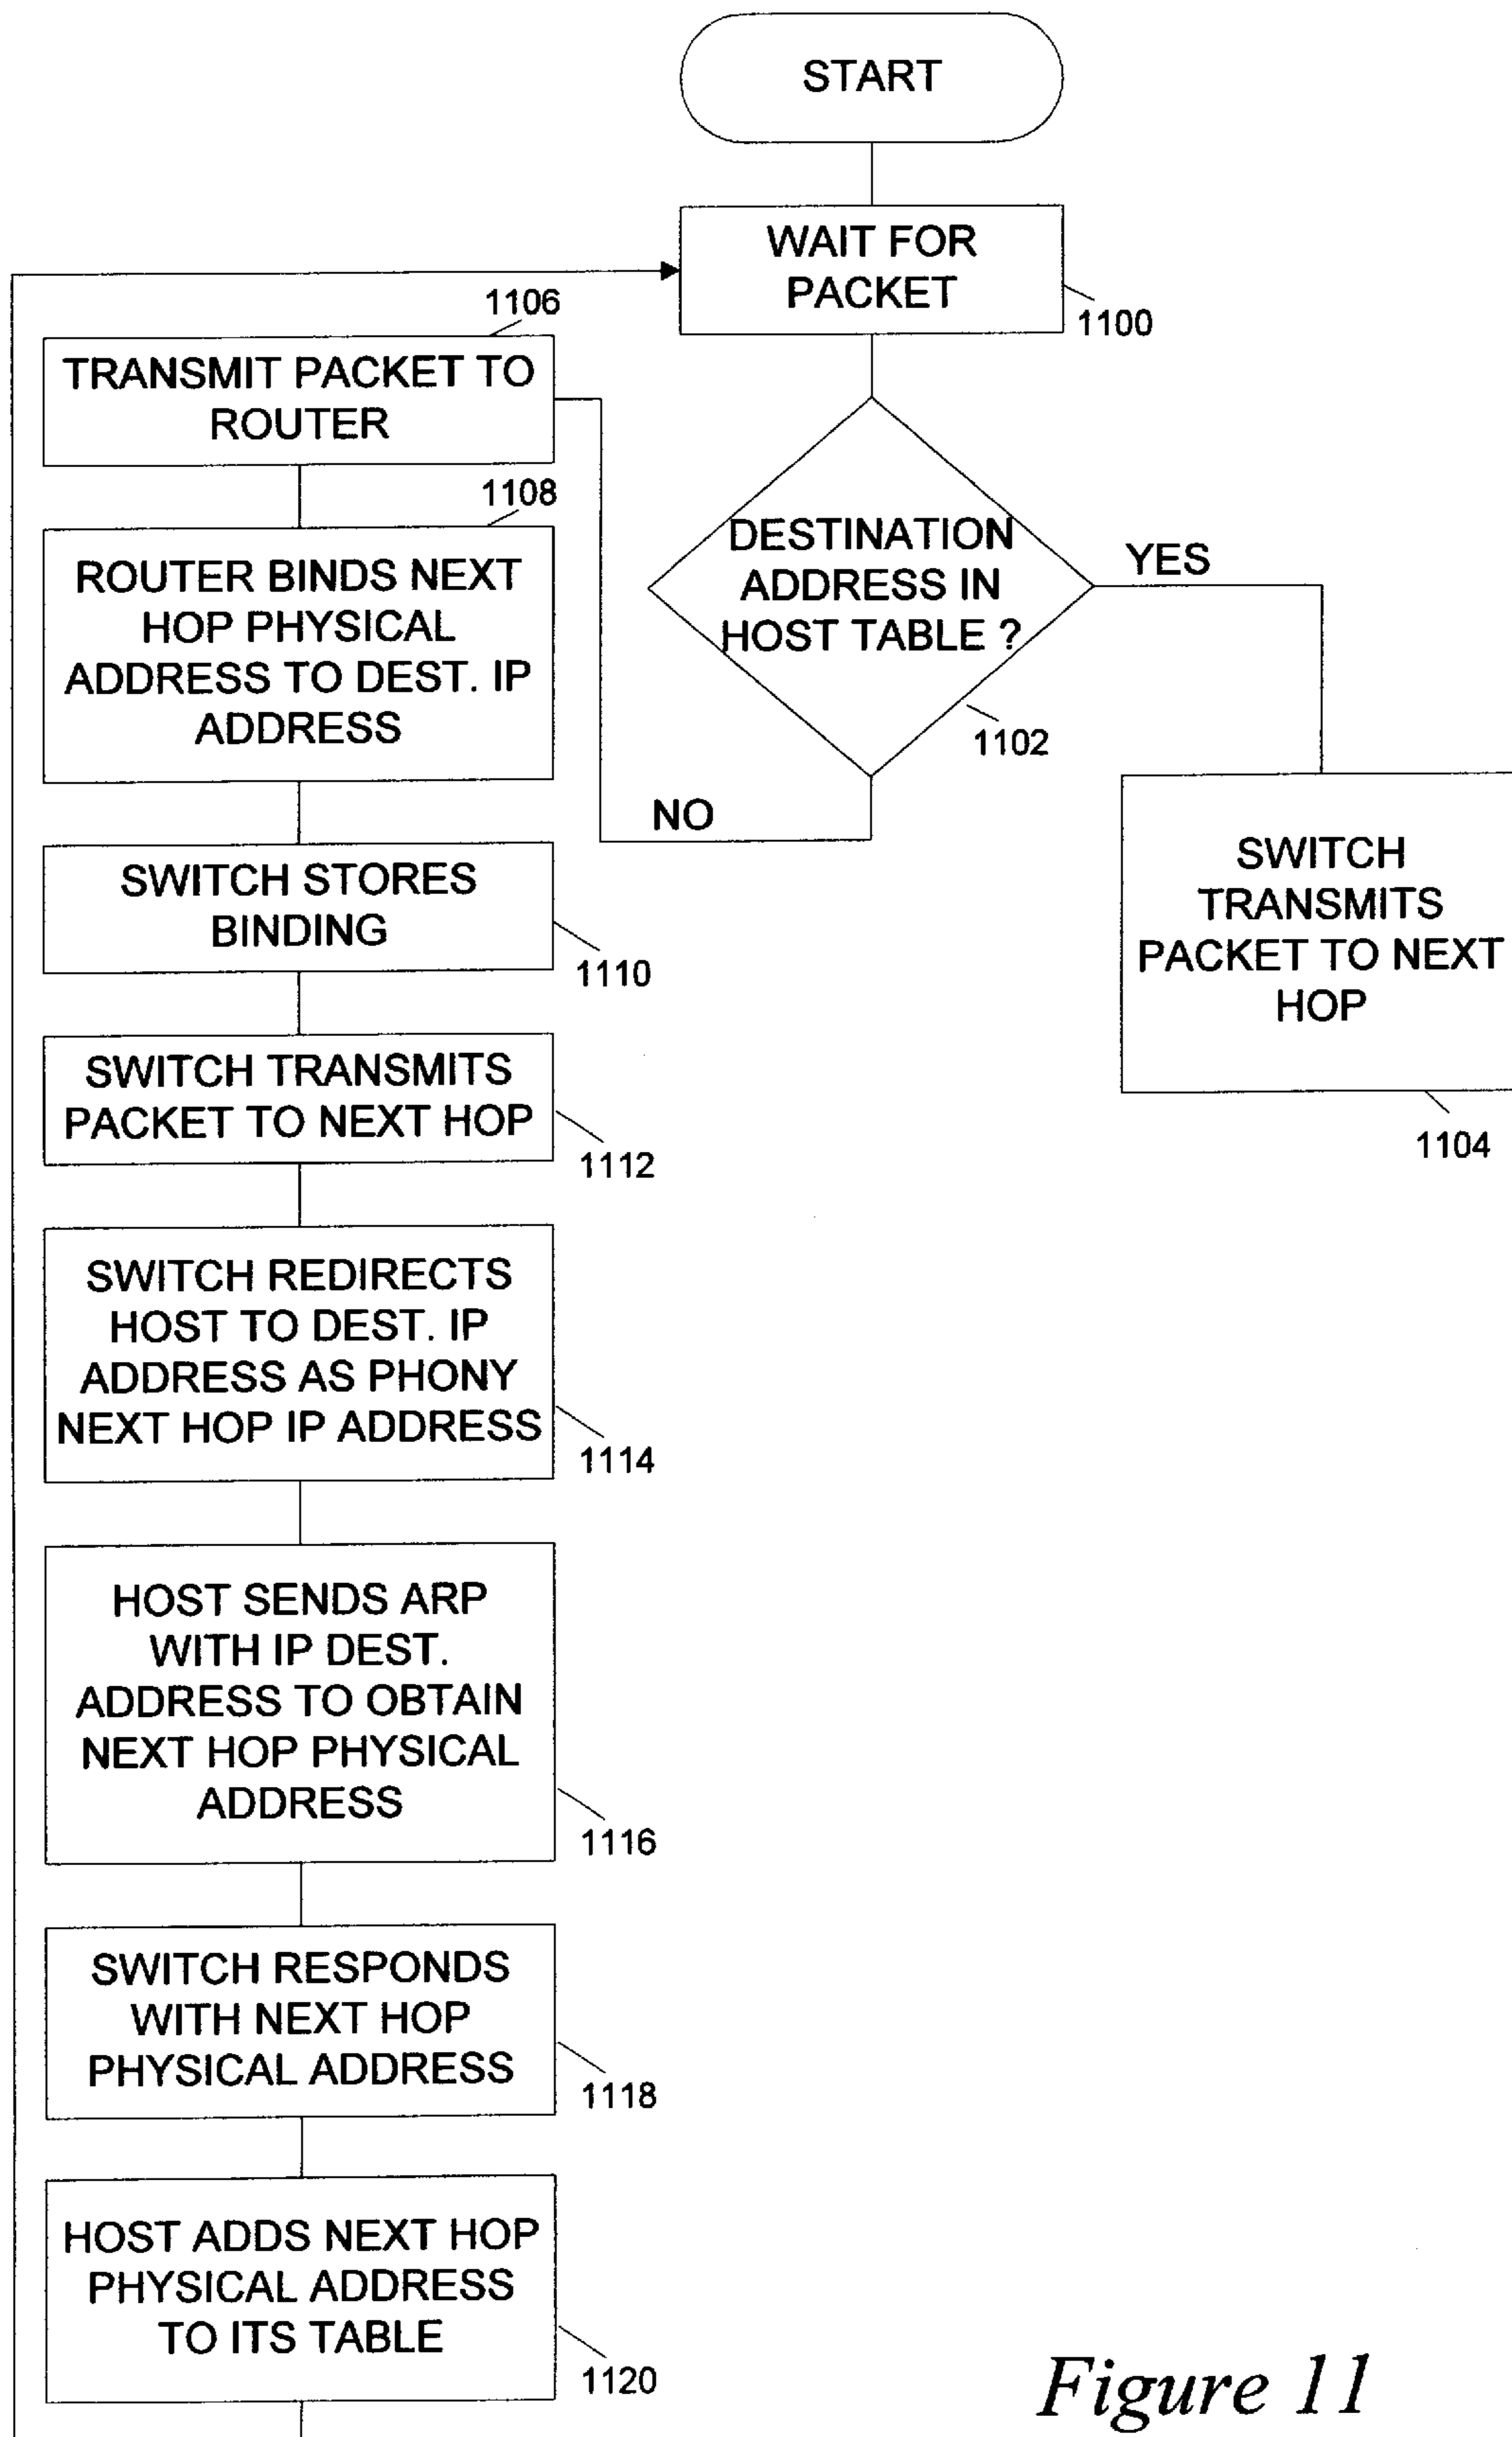 START
WAIT FOR
PACKET
1100
1106
TRANSMIT PACKET TO
ROUTER
1108
ROUTER BINDS NEXT
HOP PHYSICAL
ADDRESS TO DEST. IP
ADDRESS
DESTINATION
ADDRESS IN
HOST TABLE ?
1102
YES
NO
SWITCH
TRANSMITS
PACKET TO NEXT
HOP
1104
SWITCH STORES
BINDING
1110
SWITCH TRANSMITS
PACKET TO NEXT HOP
1112
SWITCH REDIRECTS
HOST TO DEST. IP
ADDRESS AS PHONY
NEXT HOP IP ADDRESS
1114
HOST SENDS ARP
WITH IP DEST.
ADDRESS TO OBTAIN
NEXT HOP PHYSICAL
ADDRESS
1116
SWITCH RESPONDS
WITH NEXT HOP
PHYSICAL ADDRESS
1118
HOST ADDS NEXT HOP
PHYSICAL ADDRESS
TO ITS TABLE
1120
Figure 11